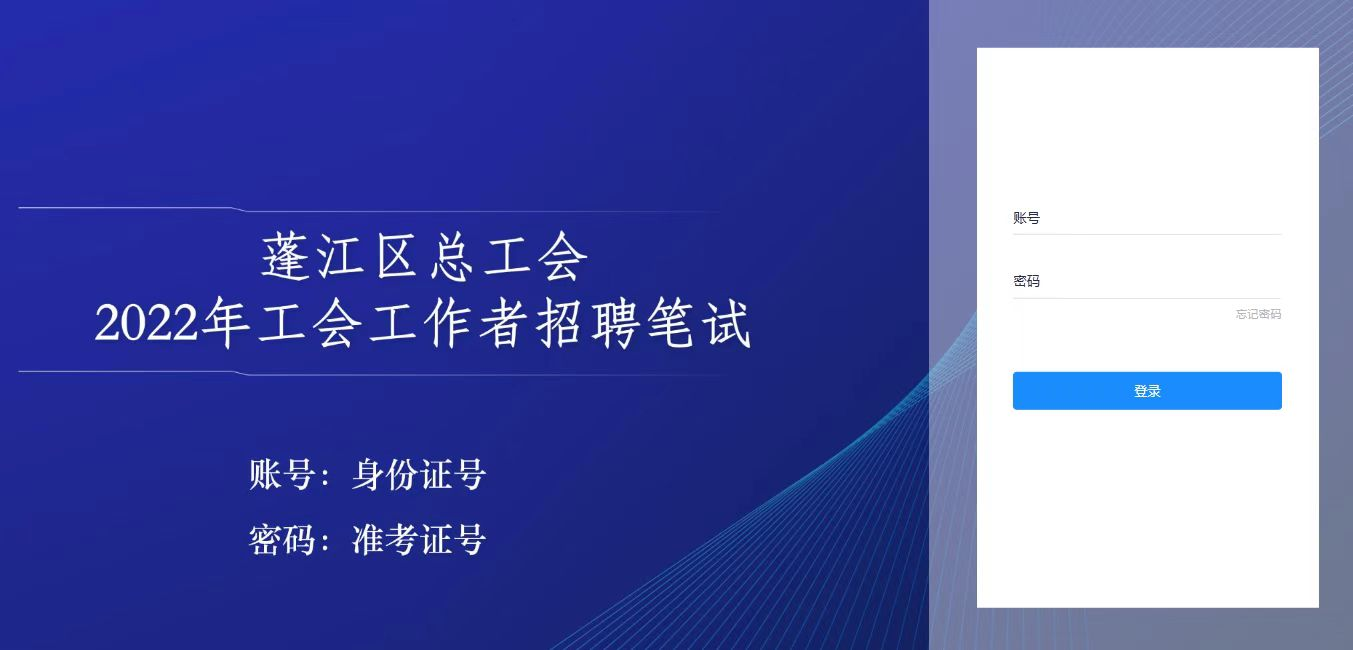 蓬江区总工会
2022年工会工作者招聘笔试
账号：身份证号
密码：准考证号
账号
密码
忘记密码
登录